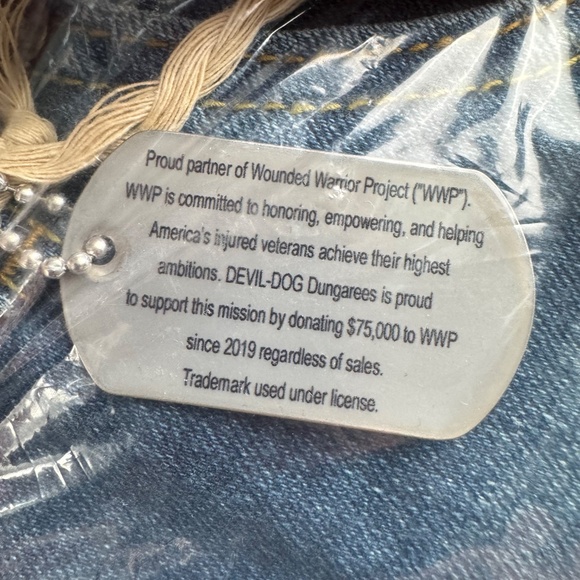 Proud partner of Wounded Warrior Project ("WWP").
WWP is committed to honoring, empowering, and helping
America's injured veterans achieve their highest
ambitions. DEVIL-DOG Dungarees is proud
to support this mission by donating $75,000 to WWP
since 2019 regardless of sales.
Trademark used under license.